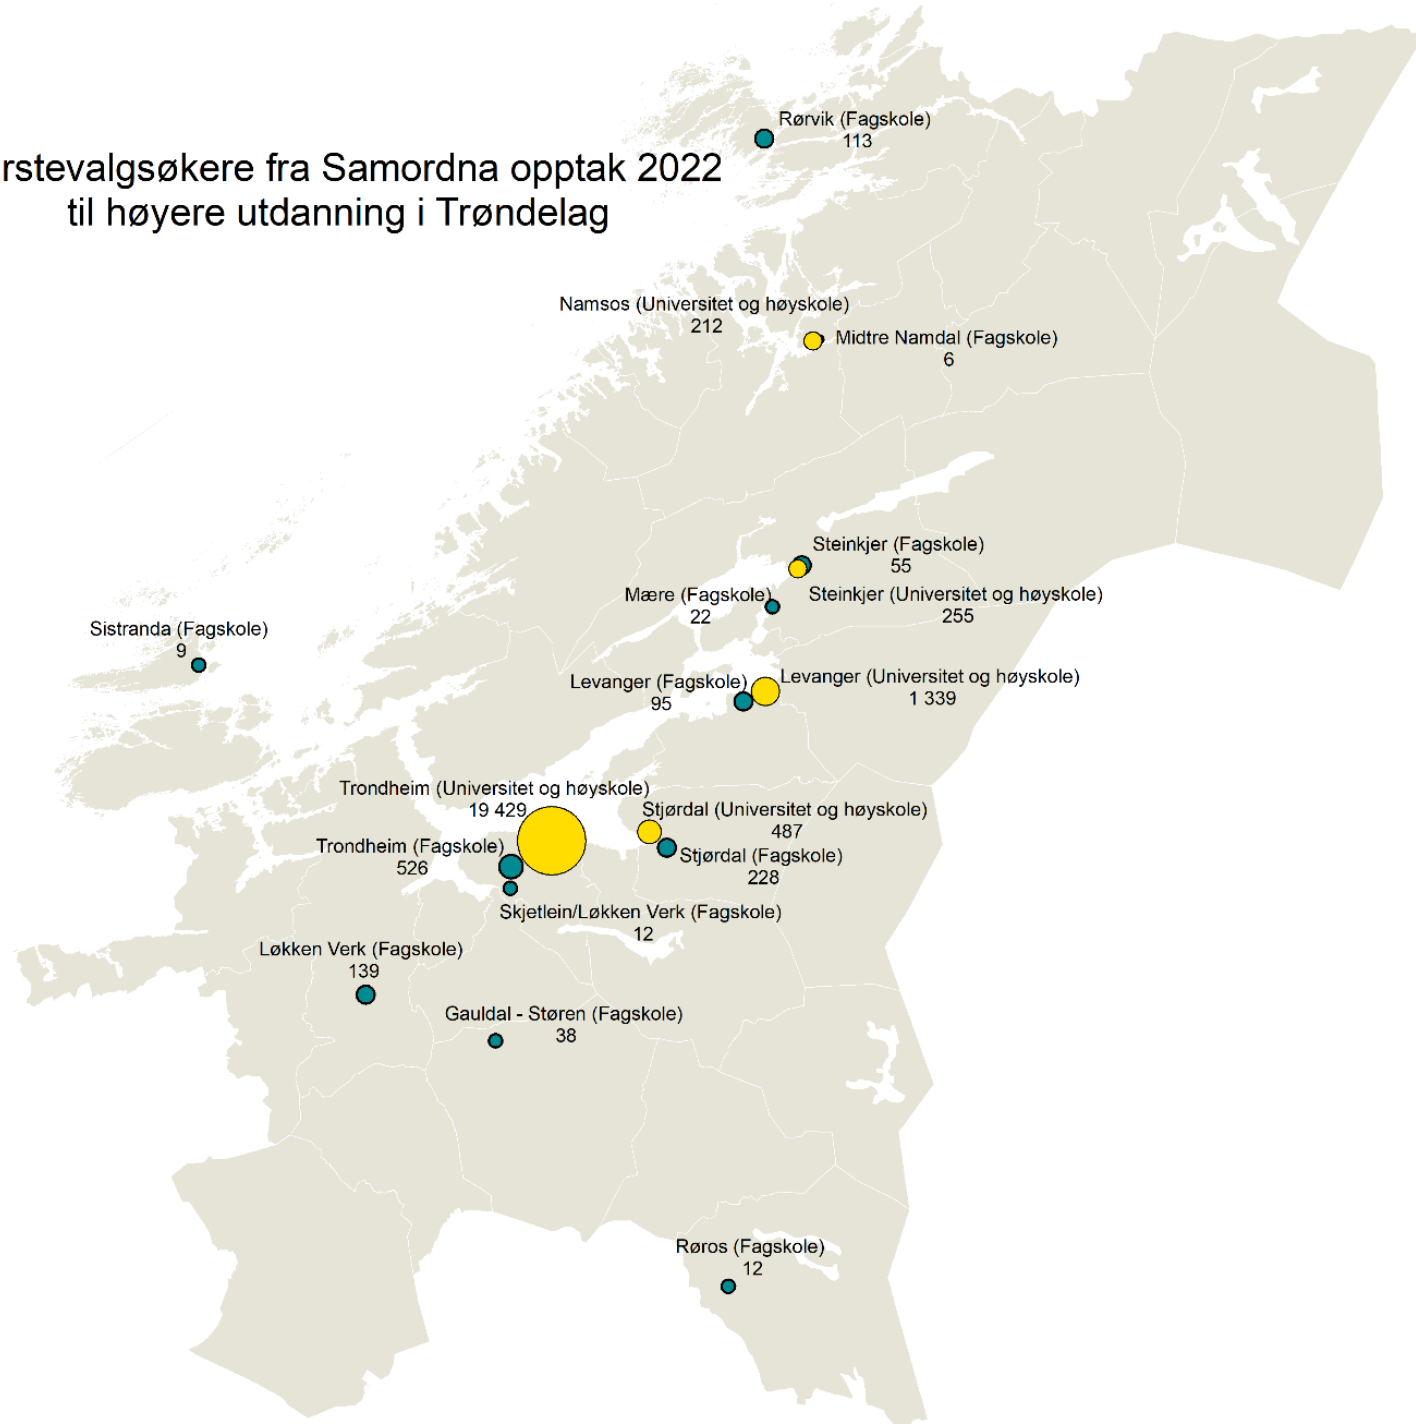 Rørvik (Fagskole)
113
rstevalgsøkere fra Samordna opptak 2022
til høyere utdanning i Trøndelag
Namsos (Universitet og høyskole)
212
Midtre Namdal (Fagskole)
6
Steinkjer (Fagskole)
55
Mære (Fagskole)
22
Steinkjer (Universitet og høyskole)
255
Sistranda (Fagskole)
9
Levanger (Fagskole)
95
Levanger (Universitet og høyskole)
1 339
Trondheim (Universitet og høyskole)
19 429
Stjørdal (Universitet og høyskole)
487
Trondheim (Fagskole)
526
Stjørdal (Fagskole)
228
Skjetlein/Løkken Verk (Fagskole)
12
Løkken Verk (Fagskole)
139
Gauldal - Støren (Fagskole)
38
Røros (Fagskole)
12